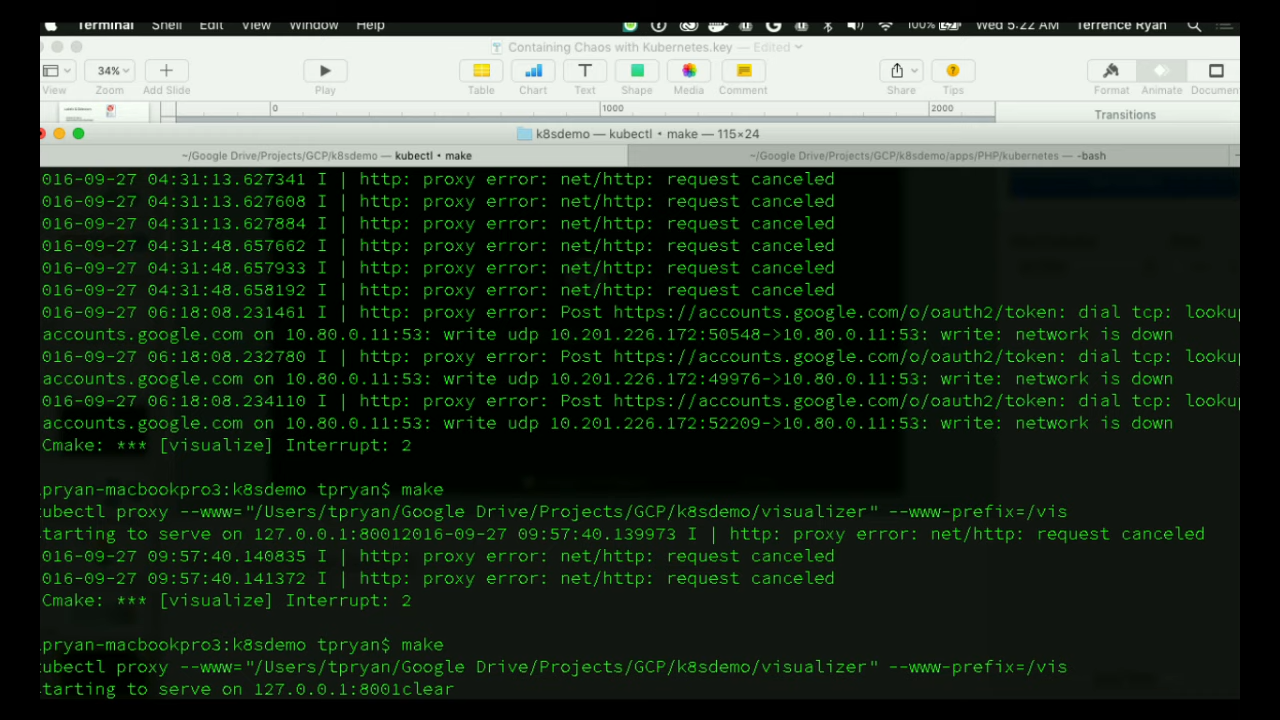 Terminal Shell Edit View Window Help 100% Wed 5:22 AM Terrence Ryan
Containing Chaos with Kubernetes.key — Edited
34%
View Zoom Add Slide Play Table Chart Text Shape Media Comment Share Tips Format Animate Documen
0 1000 2000
Transitions
k8sdemo — kubectl • make — 115×24
~/Google Drive/Projects/GCP/k8sdemo — kubectl • make ~/Google Drive/Projects/GCP/k8sdemo/apps/PHP/kubernetes — -bash
016-09-27 04:31:13.627341 I | http: proxy error: net/http: request canceled
016-09-27 04:31:13.627608 I | http: proxy error: net/http: request canceled
016-09-27 04:31:13.627884 I | http: proxy error: net/http: request canceled
016-09-27 04:31:48.657662 I | http: proxy error: net/http: request canceled
016-09-27 04:31:48.657933 I | http: proxy error: net/http: request canceled
016-09-27 04:31:48.658192 I | http: proxy error: net/http: request canceled
016-09-27 06:18:08.231461 I | http: proxy error: Post https://accounts.google.com/o/oauth2/token: dial tcp: looku
accounts.google.com on 10.80.0.11:53: write udp 10.201.226.172:50548->10.80.0.11:53: write: network is down
016-09-27 06:18:08.232780 I | http: proxy error: Post https://accounts.google.com/o/oauth2/token: dial tcp: looku
accounts.google.com on 10.80.0.11:53: write udp 10.201.226.172:49976->10.80.0.11:53: write: network is down
016-09-27 06:18:08.234110 I | http: proxy error: Post https://accounts.google.com/o/oauth2/token: dial tcp: looku
accounts.google.com on 10.80.0.11:53: write udp 10.201.226.172:52209->10.80.0.11:53: write: network is down
Cmake: *** [visualize] Interrupt: 2
pryan-macbookpro3:k8sdemo tpryan$ make
ubectl proxy --www="/Users/tpryan/Google Drive/Projects/GCP/k8sdemo/visualizer" --www-prefix=/vis
tarting to serve on 127.0.0.1:80012016-09-27 09:57:40.139973 I | http: proxy error: net/http: request canceled
016-09-27 09:57:40.140835 I | http: proxy error: net/http: request canceled
016-09-27 09:57:40.141372 I | http: proxy error: net/http: request canceled
Cmake: *** [visualize] Interrupt: 2
pryan-macbookpro3:k8sdemo tpryan$ make
ubectl proxy --www="/Users/tpryan/Google Drive/Projects/GCP/k8sdemo/visualizer" --www-prefix=/vis
tarting to serve on 127.0.0.1:8001clear